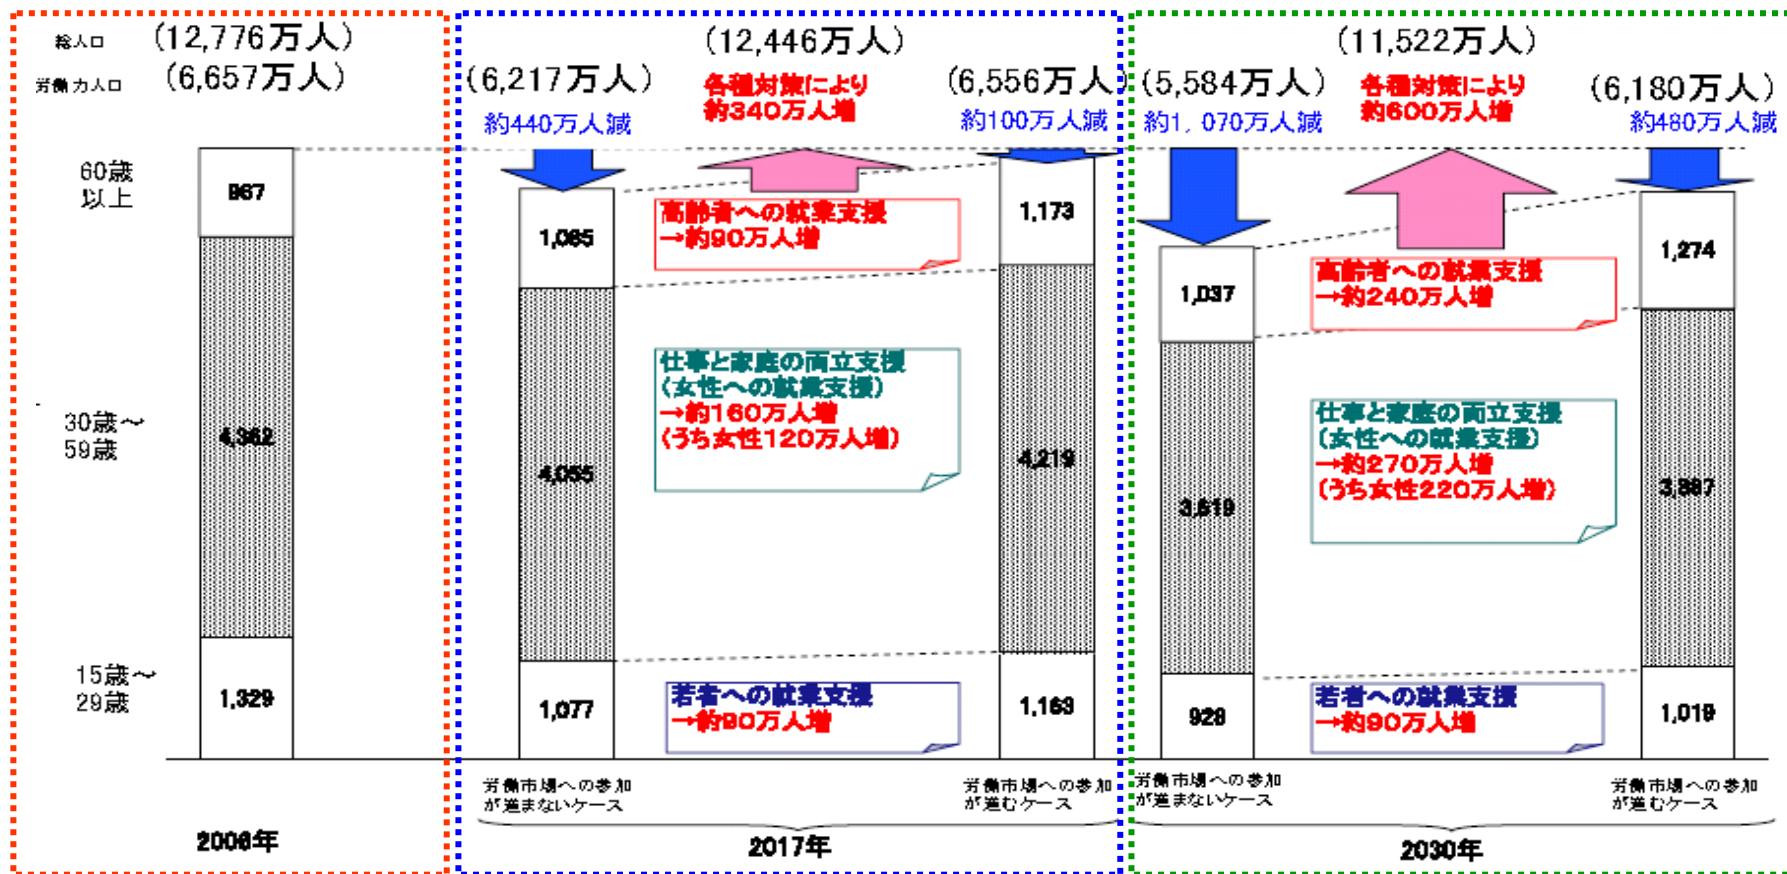 総人口
(12,776万人)
労働力人口
(6,657万人)
60歳
以上
967
30歳～
59歳
4,362
15歳～
29歳
1,329
2006年
(12,446万人)
(6,217万人)
約440万人減
各種対策により
約340万人増
(6,556万人)
約100万人減
1,085
4,055
1,077
高齢者への就業支援
→約90万人増
仕事と家庭の両立支援
(女性への就業支援)
→約160万人増
(うち女性120万人増)
若者への就業支援
→約90万人増
1,173
4,219
1,163
労働市場への参加
が進まないケース
労働市場への参加
が進むケース
2017年
(11,522万人)
(5,584万人)
約1,070万人減
各種対策により
約600万人増
(6,180万人)
約480万人減
1,037
3,619
高齢者への就業支援
→約240万人増
仕事と家庭の両立支援
(女性への就業支援)
→約270万人増
(うち女性220万人増)
若者への就業支援
→約90万人増
1,274
3,887
1,019
労働市場への参加
が進まないケース
労働市場への参加
が進むケース
2030年